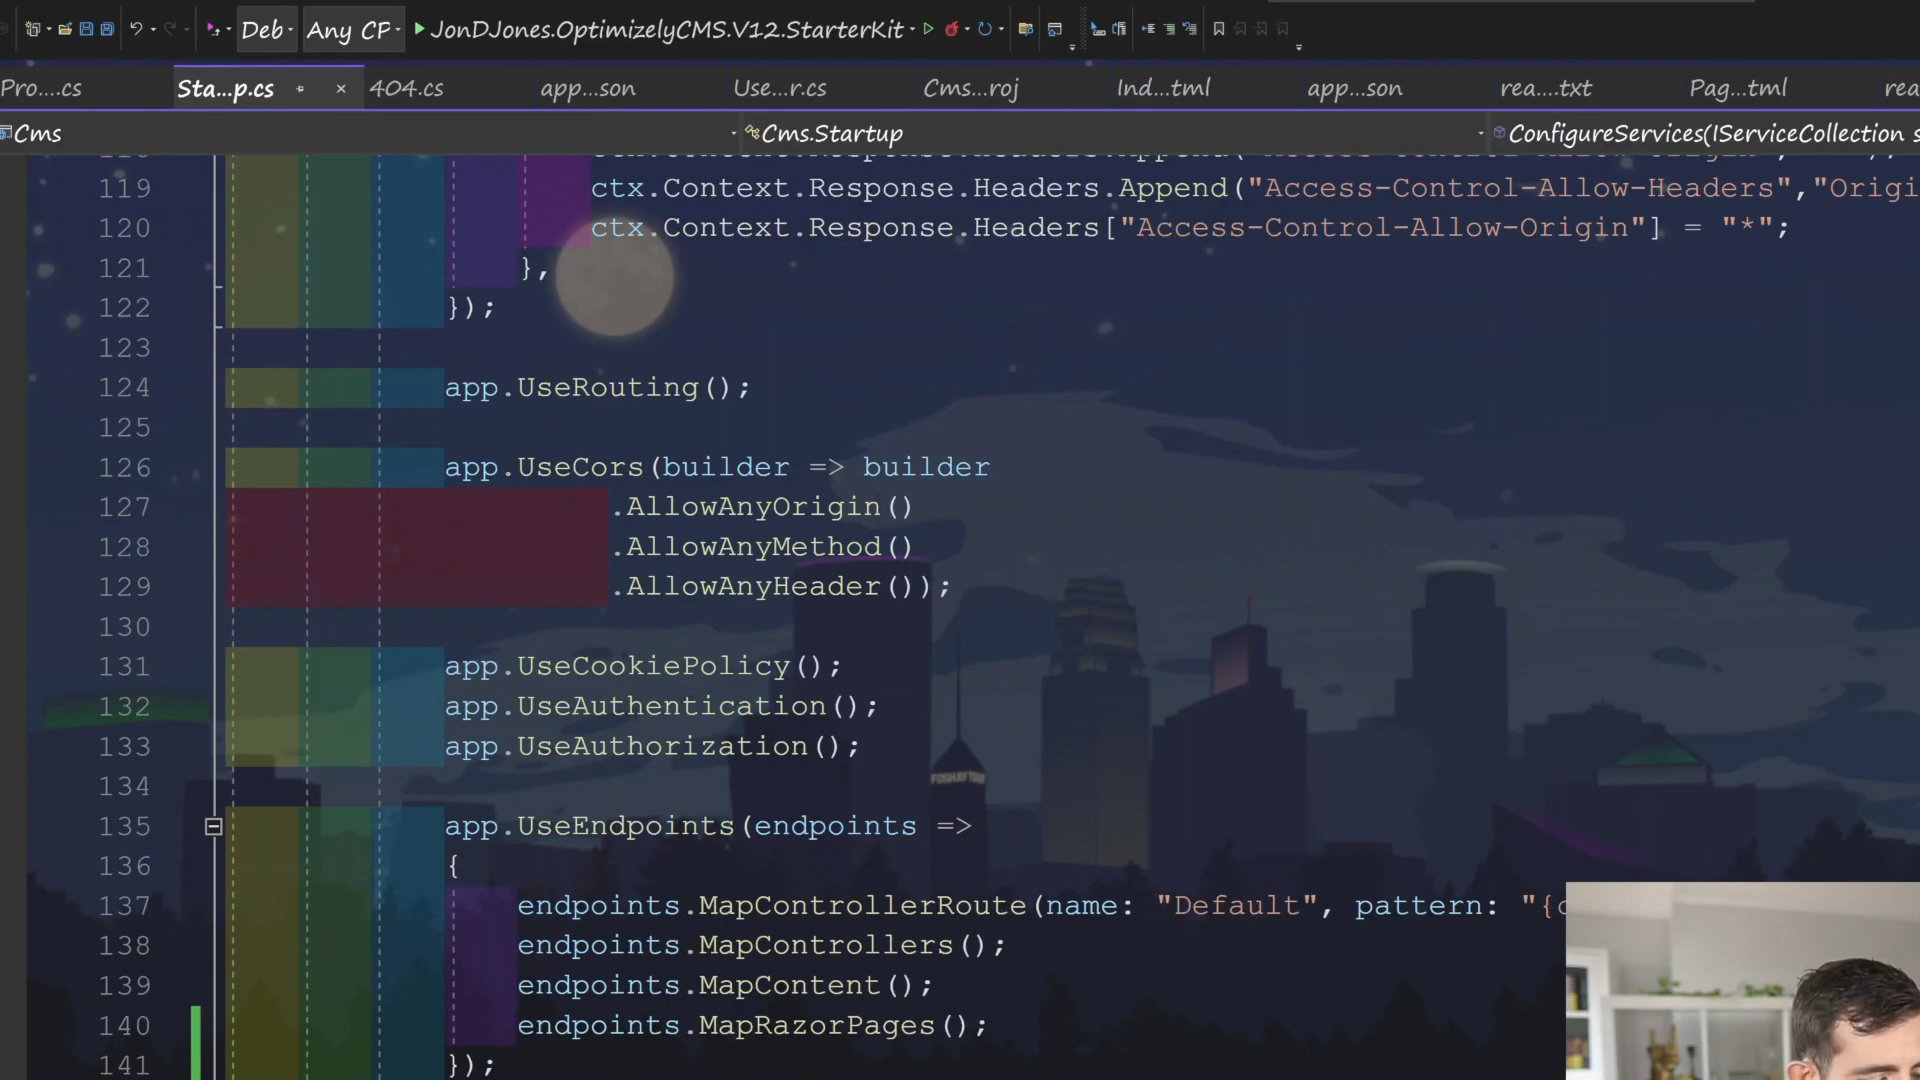 Deb Any CP JonDJones.OptimizelyCMS.V12.StarterKit
Pro....cs Sta...p.cs 404.cs app...son Use...r.cs Cms...roj Ind...tml app...son rea....txt Pag...tml rea
Cms Cms.Startup ConfigureServices(IServiceCollection s
119 ctx.Context.Response.Headers.Append("Access-Control-Allow-Headers","Origi
120 ctx.Context.Response.Headers["Access-Control-Allow-Origin"] = "*";
121 },
122 });
123
124 app.UseRouting();
125
126 app.UseCors(builder => builder
127 .AllowAnyOrigin()
128 .AllowAnyMethod()
129 .AllowAnyHeader());
130
131 app.UseCookiePolicy();
132 app.UseAuthentication();
133 app.UseAuthorization();
134
135 app.UseEndpoints(endpoints =>
136 {
137 endpoints.MapControllerRoute(name: "Default", pattern: "{c
138 endpoints.MapControllers();
139 endpoints.MapContent();
140 endpoints.MapRazorPages();
141 });